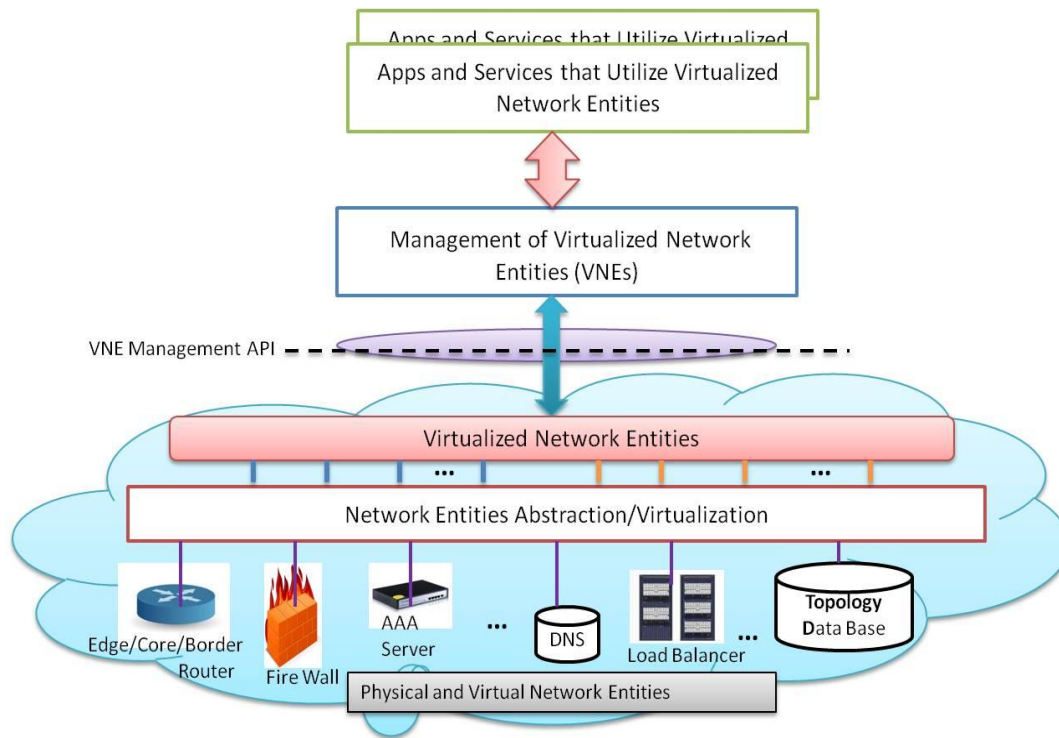 Apps and Services that Utilize Virtualized
Apps and Services that Utilize Virtualized
Network Entities
Management of Virtualized Network
Entities (VNEs)
VNE Management API
Virtualized Network Entities
...
...
Network Entities Abstraction/Virtualization
Edge/Core/Border
Router
Fire Wall
AAA
Server
...
DNS
Load Balancer
...
Topology
Data Base
Physical and Virtual Network Entities